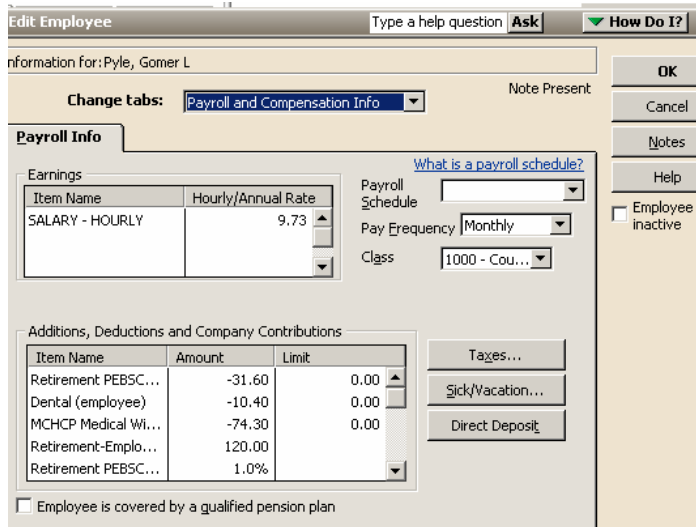 Edit Employee Type a help question Ask How Do I?
nformation for: Pyle, Gomer L
Note Present
Change tabs: Payroll and Compensation Info
OK
Cancel
Notes
Help
Employee inactive
Payroll Info
What is a payroll schedule?
Earnings
Item Name Hourly/Annual Rate
SALARY - HOURLY 9.73
Payroll Schedule
Pay Frequency Monthly
Class 1000 - Cou...
Additions, Deductions and Company Contributions
Item Name Amount Limit
Retirement PEBSC... -31.60 0.00
Dental (employee) -10.40 0.00
MCHCP Medical Wi... -74.30 0.00
Retirement-Emplo... 120.00
Retirement PEBSC... 1.0%
Taxes...
Sick/Vacation...
Direct Deposit
Employee is covered by a qualified pension plan